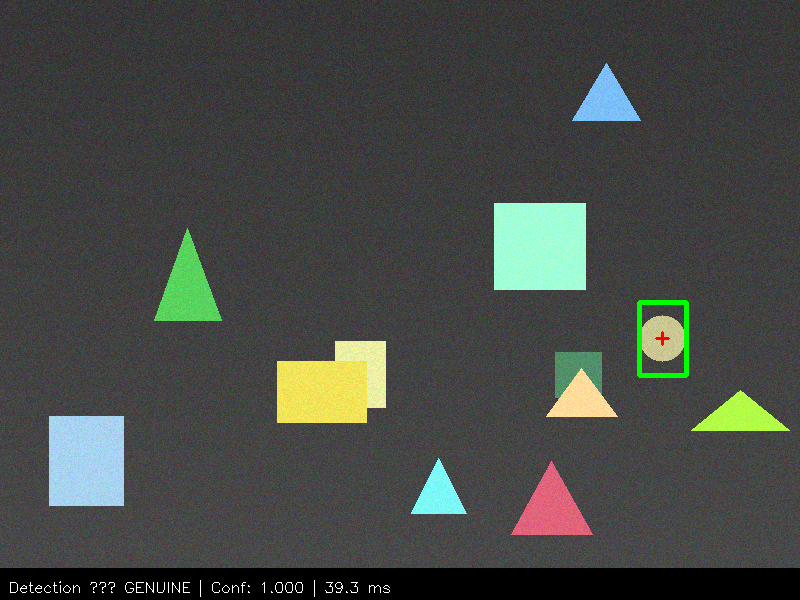 Detection ??? GENUINE | Conf: 1.000 | 39.3 ms